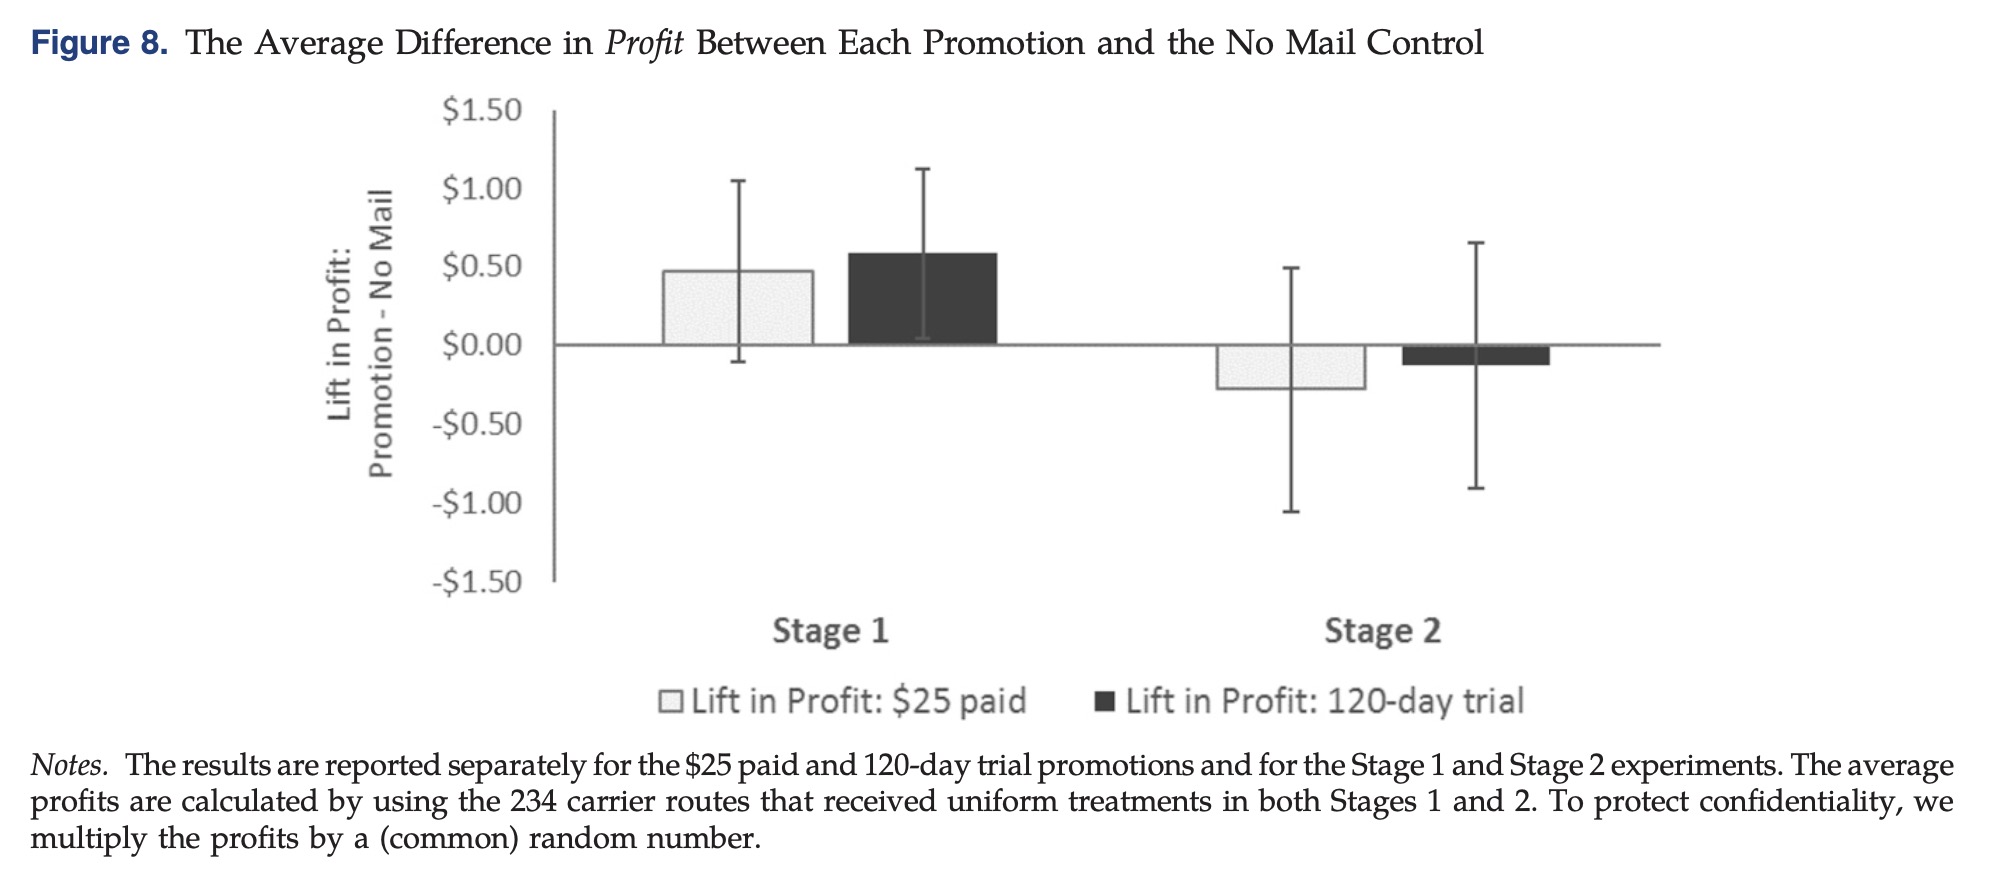 Figure 8. The Average Difference in Profit Between Each Promotion and the No Mail Control
Lift in Profit:
Promotion - No Mail
$1.50
$1.00
$0.50
$0.00
-$0.50
-$1.00
-$1.50
Stage 1
Stage 2
Lift in Profit: $25 paid
Lift in Profit: 120-day trial
Notes. The results are reported separately for the $25 paid and 120-day trial promotions and for the Stage 1 and Stage 2 experiments. The average
profits are calculated by using the 234 carrier routes that received uniform treatments in both Stages 1 and 2. To protect confidentiality, we
multiply the profits by a (common) random number.